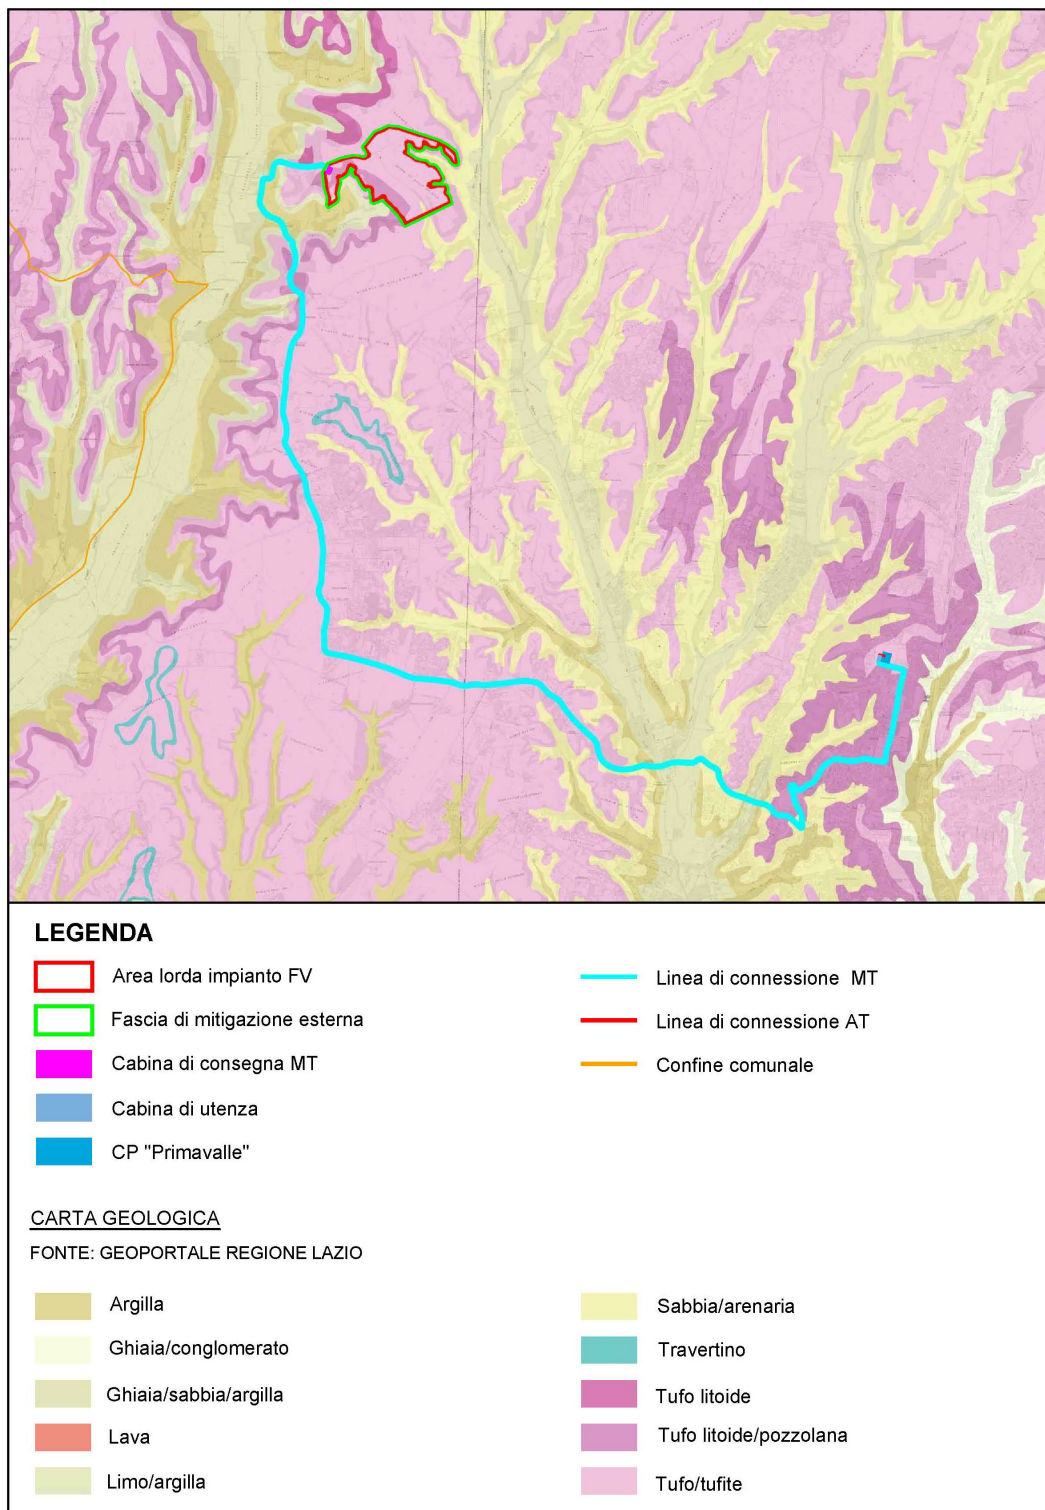 LEGENDA
Area lorda impianto FV
Fascia di mitigazione esterna
Cabina di consegna MT
Cabina di utenza
CP "Primavalle"
Linea di connessione MT
Linea di connessione AT
Confine comunale
CARTA GEOLOGICA
FONTE: GEOPORTALE REGIONE LAZIO
Argilla
Ghiaia/conglomerato
Ghiaia/sabbia/argilla
Lava
Limo/argilla
Sabbia/arenaria
Travertino
Tufo litoide
Tufo litoide/pozzolana
Tufo/tufite